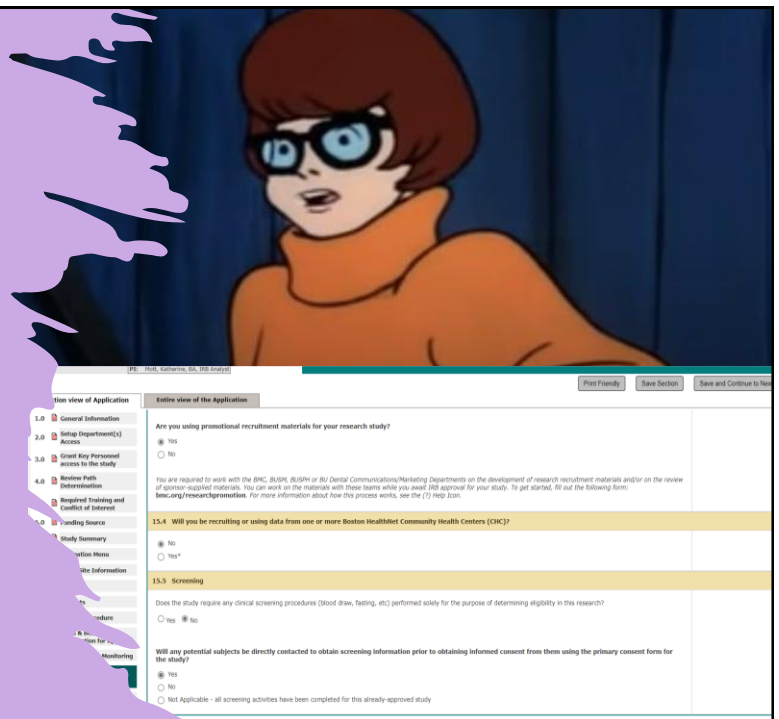 PI: Mott, Katherine, BA, IRB Analyst
Print Friendly Save Section Save and Continue to
tion view of Application Entire view of the Application
1.0 General Information
2.0 Setup Department(s)
Access
3.0 Grant Key Personnel
access to the study
4.0 Review Path
Determination
Required Training and
Conflict of Interest
.0 unding Source
Study Summary
ation Menu
Site Information
edure
Monitoring
Are you using promotional recruitment materials for your research study?
Yes
No
You are required to work with the BMC, BUSM, BUSPH or BU Dental Communications/Marketing Departments on the development of research recruitment materials and/or on the review
of sponsor-supplied materials. You can work on the materials with these teams while you await IRB approval for your study. To get started, fill out the following form:
bmc.org/researchpromotion. For more information about how this process works, see the (?) Help Icon.
15.4 Will you be recruiting or using data from one or more Boston HealthNet Community Health Centers (CHC)?
No
Yes*
15.5 Screening
Does the study require any clinical screening procedures (blood draw, fasting, etc) performed solely for the purpose of determining eligibility in this research?
Yes No
Will any potential subjects be directly contacted to obtain screening information prior to obtaining informed consent from them using the primary consent form for
the study?
Yes
No
Not Applicable - all screening activities have been completed for this already-approved study